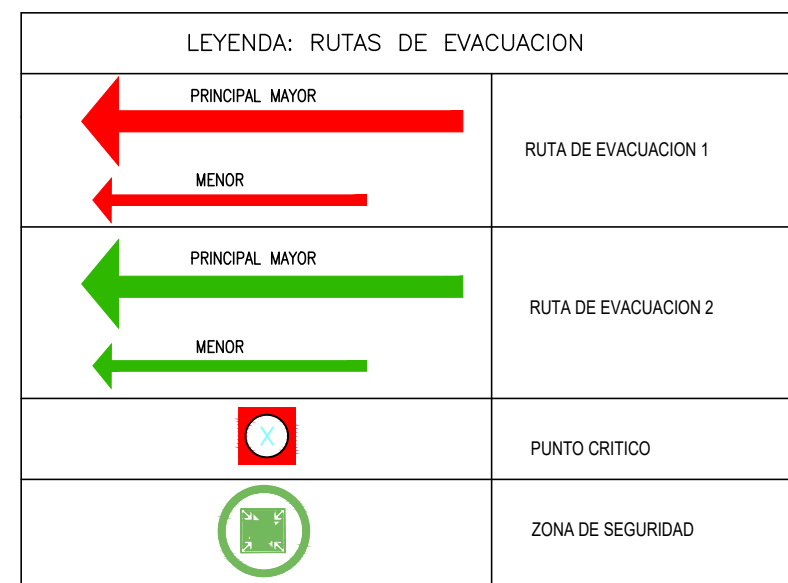 LEYENDA: RUTAS DE EVACUACION
PRINCIPAL MAYOR
MENOR
RUTA DE EVACUACION 1
PRINCIPAL MAYOR
MENOR
RUTA DE EVACUACION 2
X
PUNTO CRITICO
ZONA DE SEGURIDAD